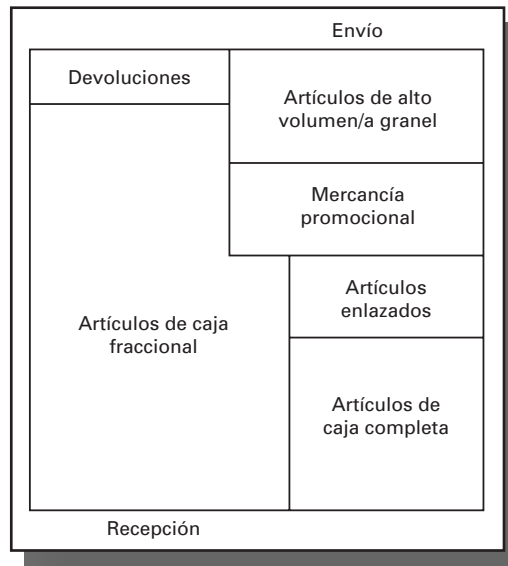 Envío
Devoluciones
Artículos de alto
volumen/a granel
Mercancía
promocional
Artículos
enlazados
Artículos de caja
fraccional
Artículos de
caja completa
Recepción